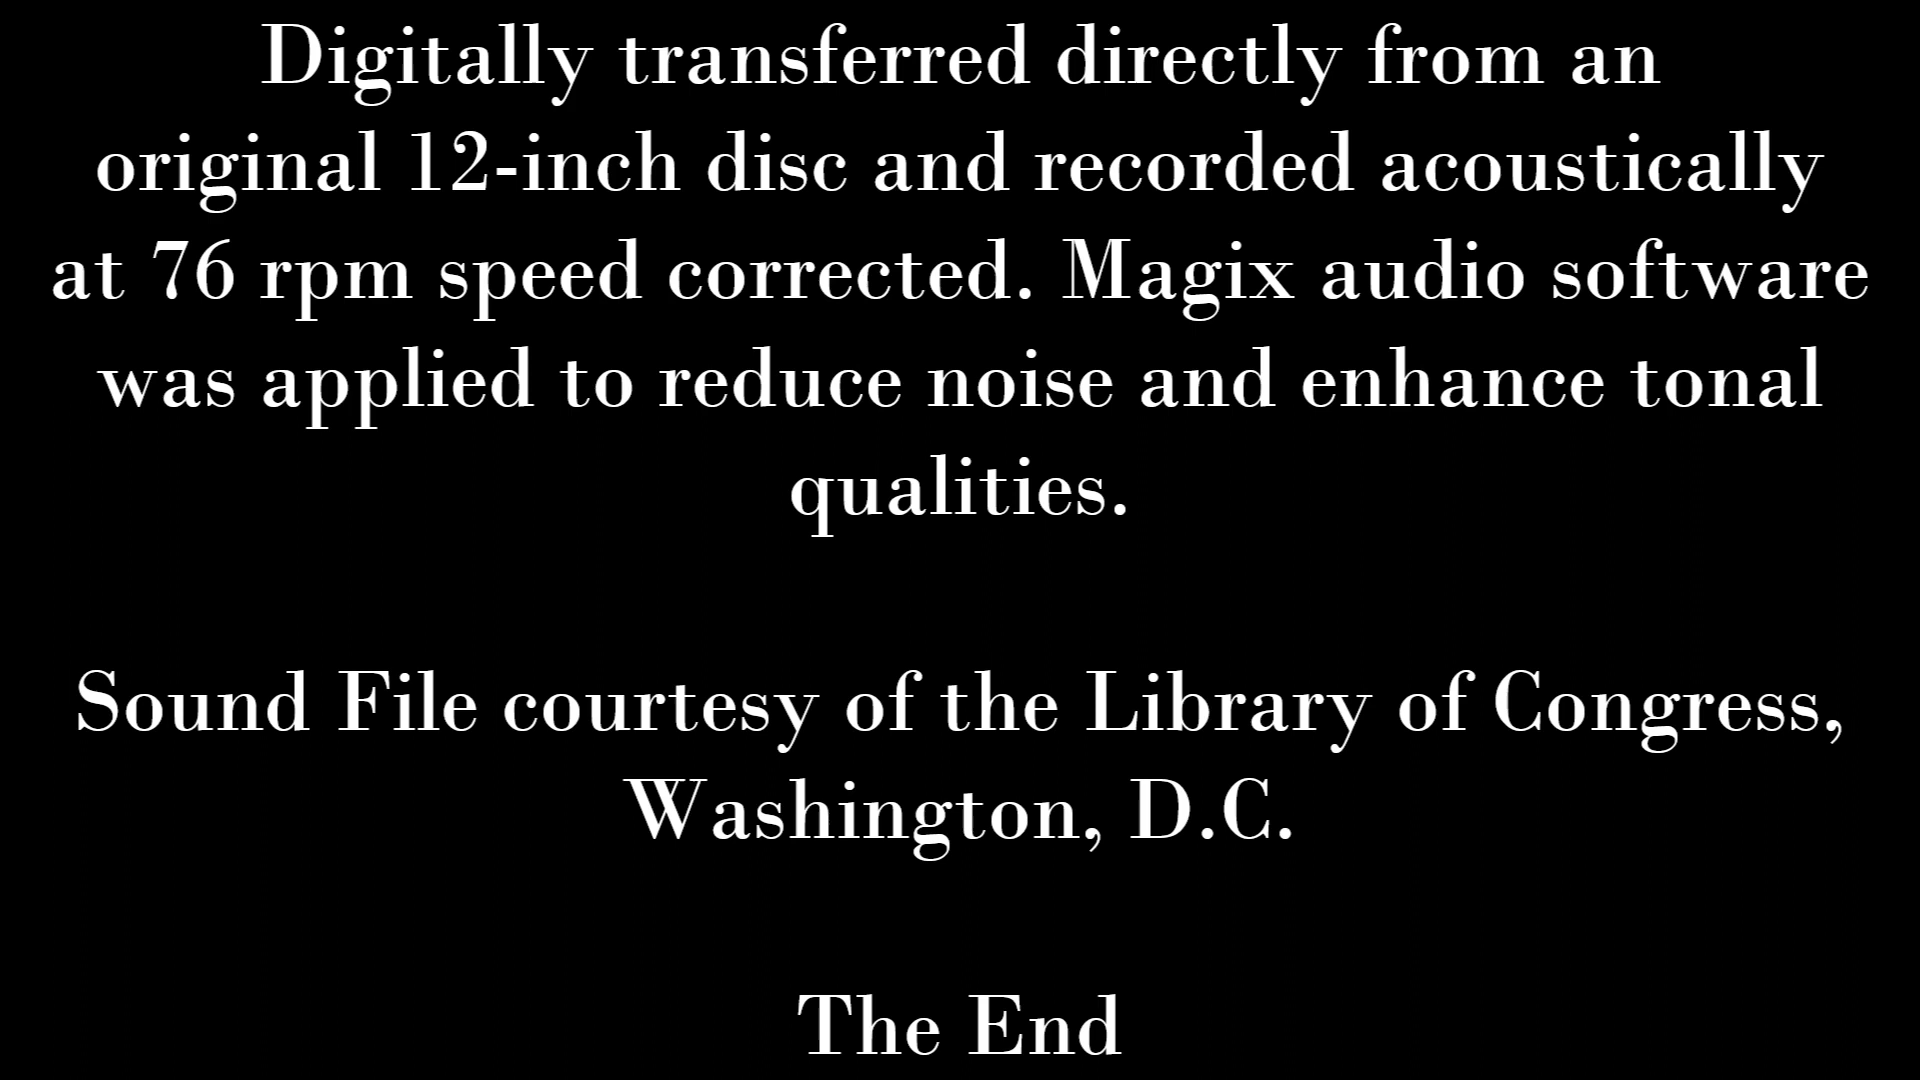 Digitally transferred directly from an
original 12-inch disc and recorded acoustically
at 76 rpm speed corrected. Magix audio software
was applied to reduce noise and enhance tonal
qualities.
Sound File courtesy of the Library of Congress,
Washington, D.C.
The End